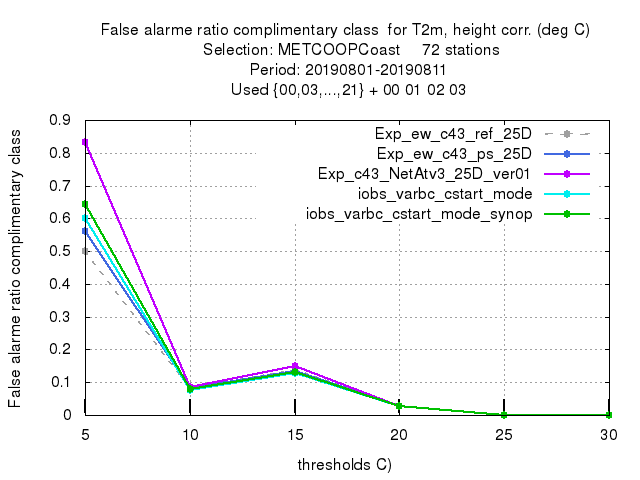 False alarme ratio complimentary class  for T2m, height corr. (deg C)
Selection: METCOOPCoast     72 stations
Period: 20190801-20190811
Used {00,03,...,21} + 00 01 02 03
False alarme ratio complimentary class
0.9
0.8
0.7
0.6
0.5
0.4
0.3
0.2
0.1
0
Exp_ew_c43_ref_25D
Exp_ew_c43_ps_25D
Exp_c43_NetAtv3_25D_ver01
iobs_varbc_cstart_mode
iobs_varbc_cstart_mode_synop
5 10 15 20 25 30
thresholds C)